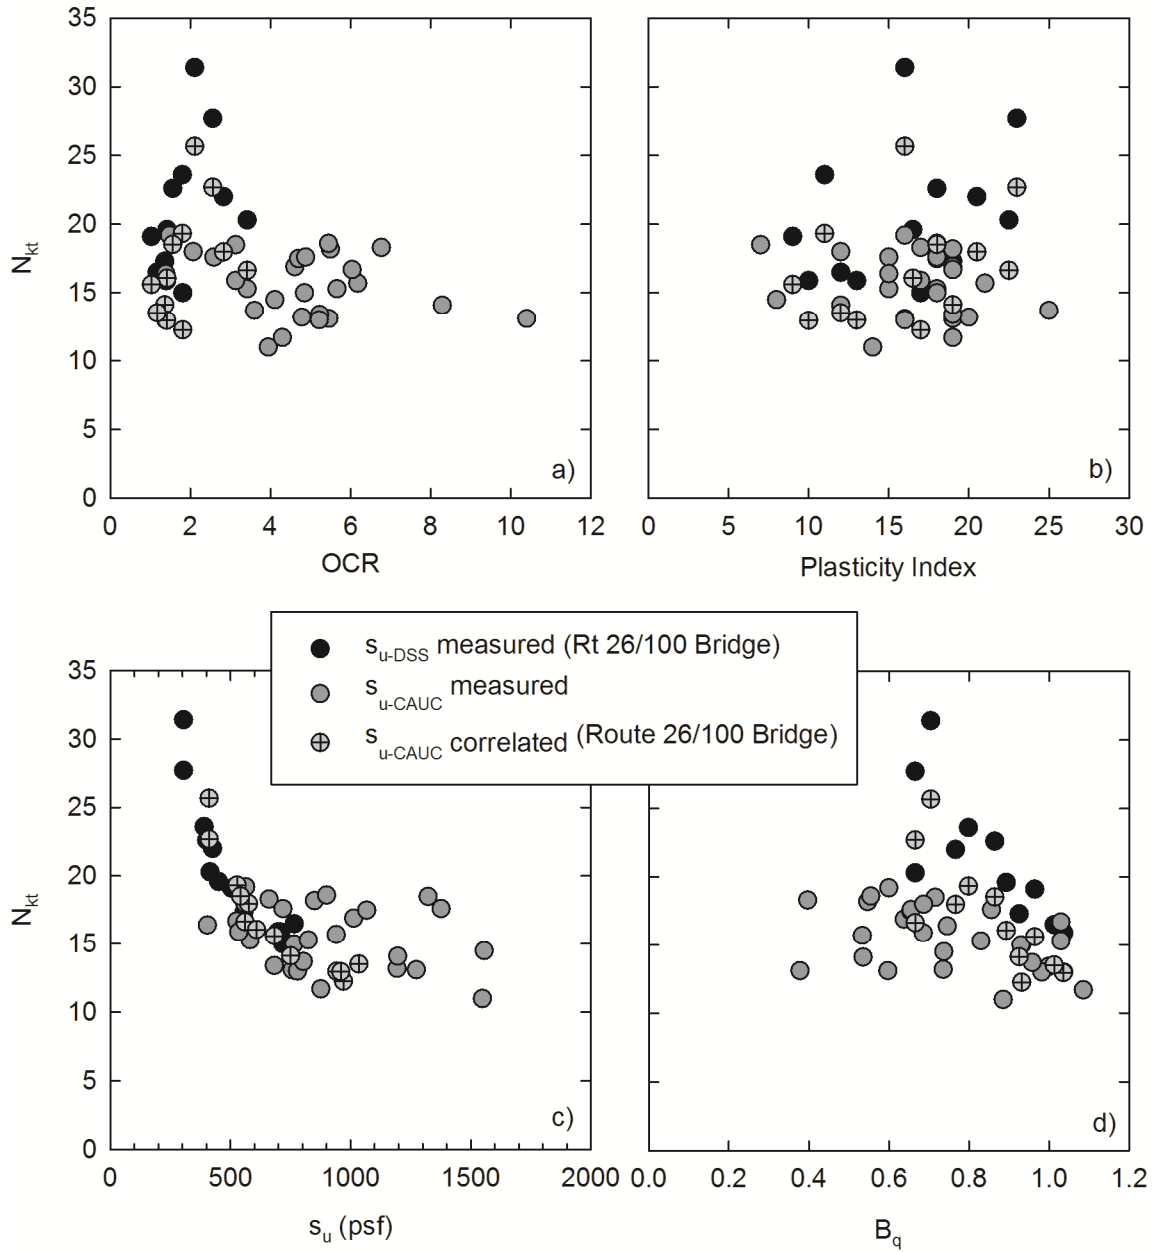 35
30
25
20
15
10
5
0
N_kt
a)
0 2 4 6 8 10 12
OCR
b)
0 5 10 15 20 25 30
Plasticity Index
s_u-DSS measured (Rt 26/100 Bridge)
s_u-CAUC measured
s_u-CAUC correlated (Route 26/100 Bridge)
35
30
25
20
15
10
5
0
N_kt
c)
0 500 1000 1500 2000
s_u (psf)
d)
0.0 0.2 0.4 0.6 0.8 1.0 1.2
B_q